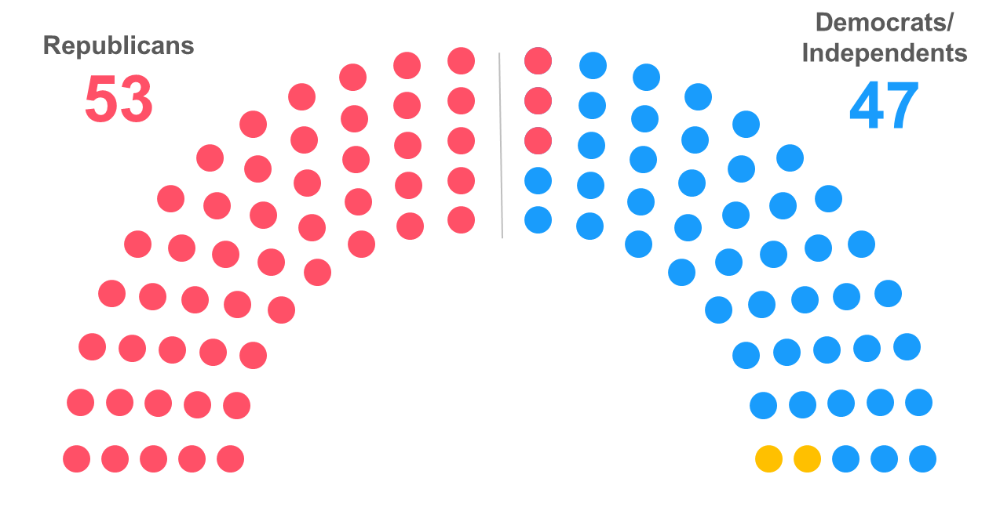 Republicans
53
Democrats/
Independents
47